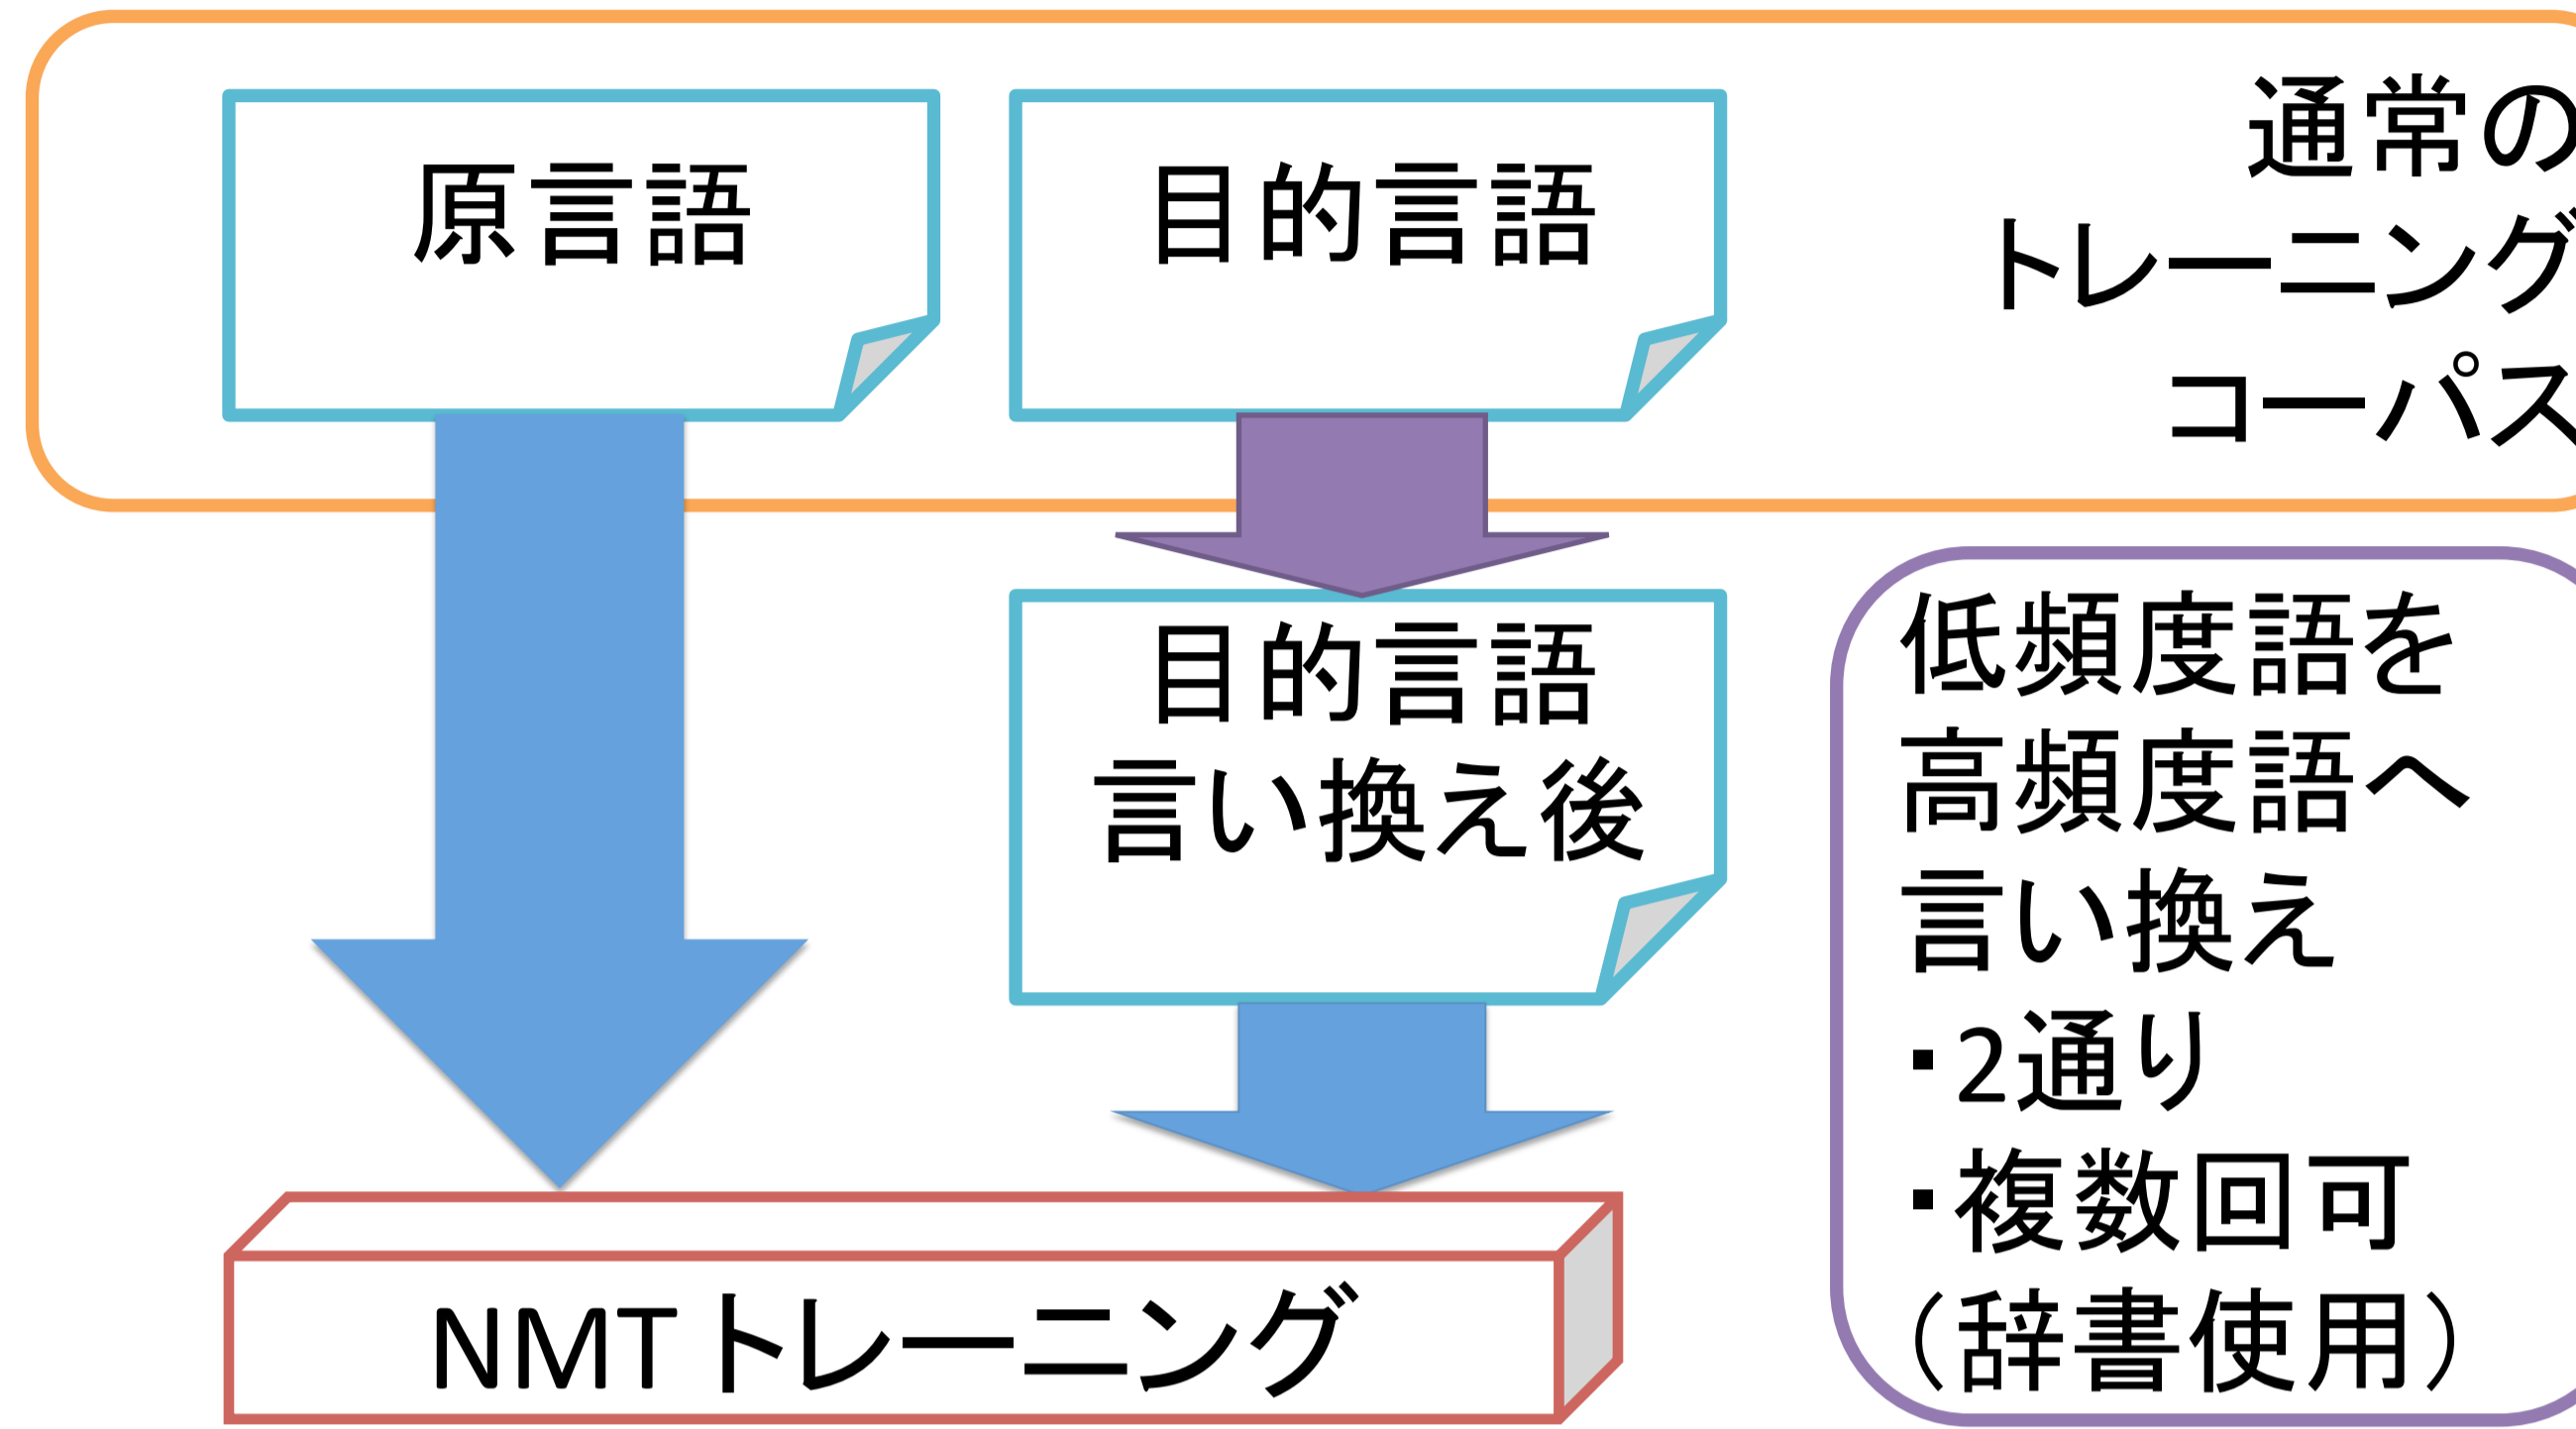 原言語
目的言語
通常の
トレーニング
コーパス
目的言語
言い換え後
低頻度語を
高頻度語へ
言い換え
・2通り
・複数回可
（辞書使用）
NMTトレーニング